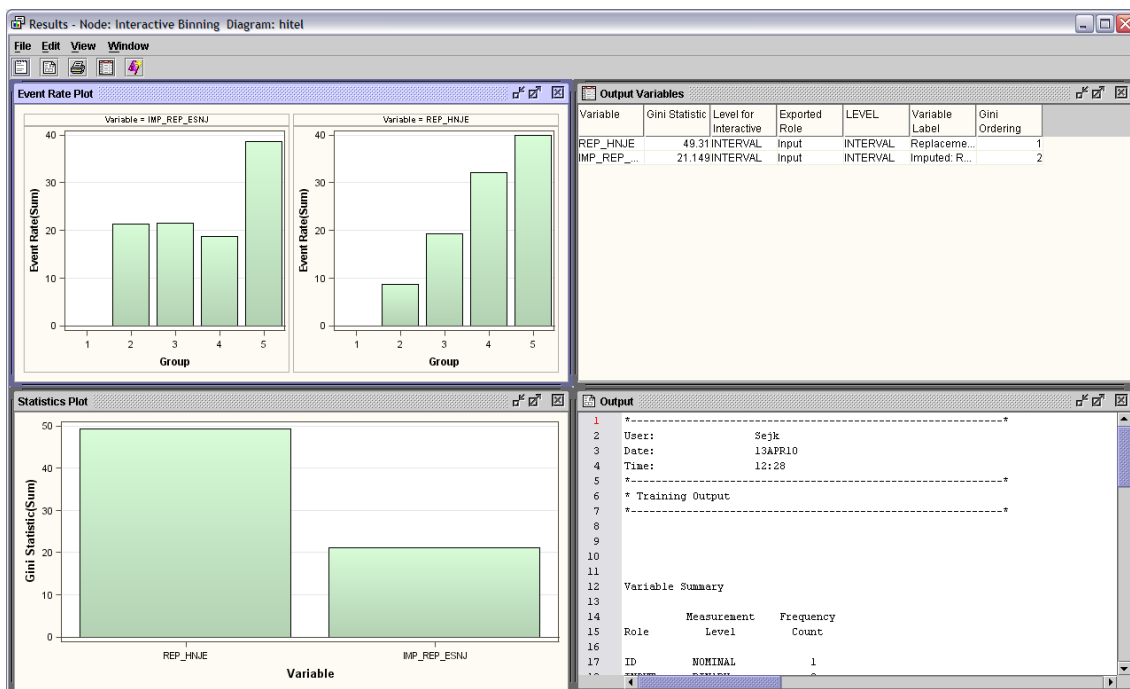 Results - Node: Interactive Binning Diagram: hitel
File Edit View Window
Event Rate Plot
Variable = IMP_REP_ESNJ
Variable = REP_HNJE
Event Rate(Sum)
40
30
20
10
0
1 2 3 4 5
Group
Event Rate(Sum)
40
30
20
10
0
1 2 3 4 5
Group
Output Variables
Variable Gini Statistic Level for Interactive Exported Role LEVEL Variable Label Gini Ordering
REP_HNJE 49.31 INTERVAL Input INTERVAL Replaceme... 1
IMP_REP_... 21.149 INTERVAL Input INTERVAL Imputed: R... 2
Statistics Plot
Gini Statistic(Sum)
50
40
30
20
10
0
REP_HNJE IMP_REP_ESNJ
Variable
Output
1 *------------------------------------------------------------*
2 User: Sejk
3 Date: 13APR10
4 Time: 12:28
5 *------------------------------------------------------------*
6 * Training Output
7 *------------------------------------------------------------*
8
9
10
11
12 Variable Summary
13
14 Measurement Frequency
15 Role Level Count
16
17 ID NOMINAL 1